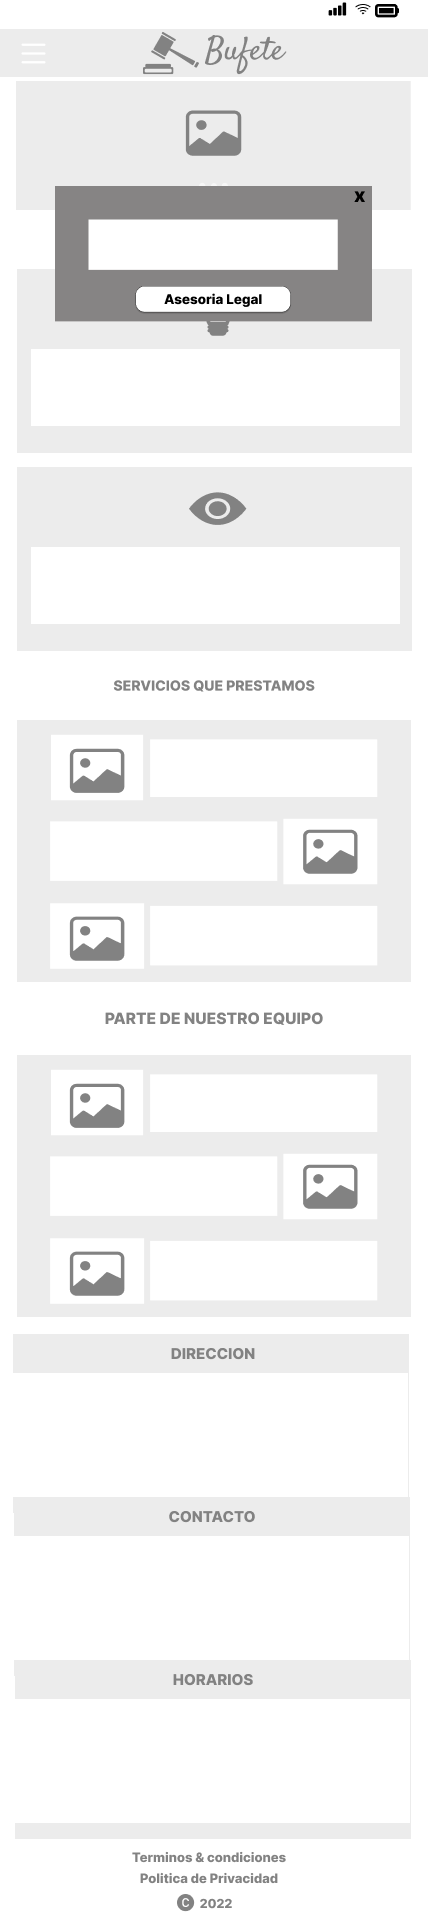 Bufete
X
Asesoria Legal
SERVICIOS QUE PRESTAMOS
PARTE DE NUESTRO EQUIPO
DIRECCION
CONTACTO
HORARIOS
Terminos & condiciones
Politica de Privacidad
© 2022